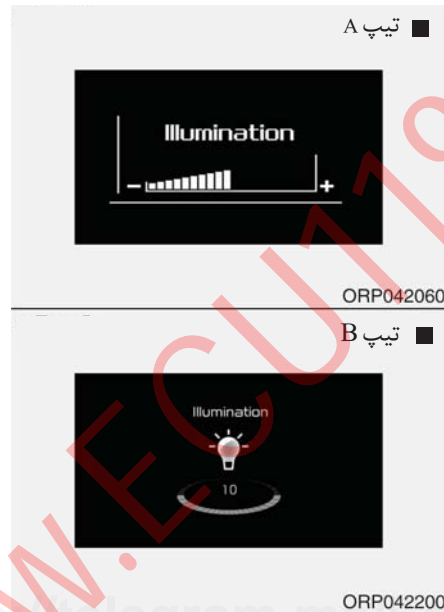 ■ تیپ A
Illumination
− +
ORP042060
■ تیپ B
Illumination
10
ORP042200